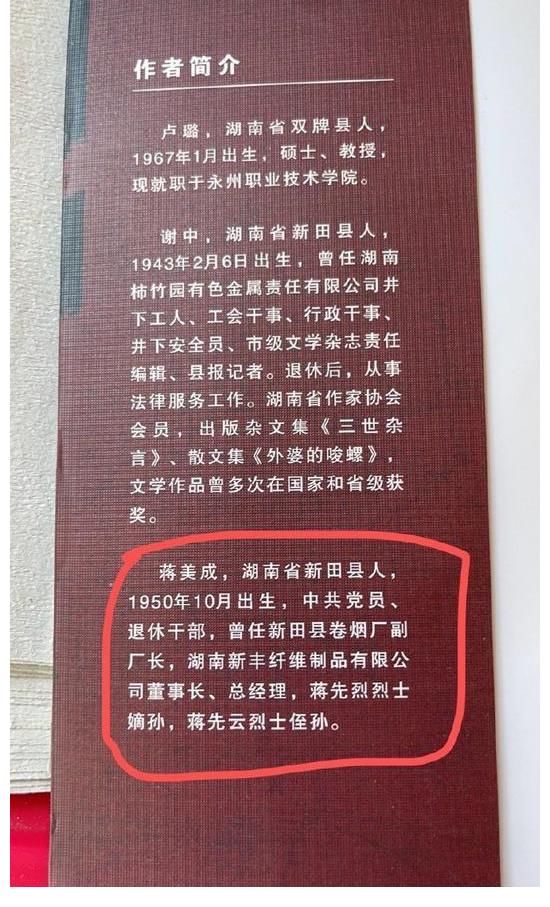 作者简介
卢璐，湖南省双牌县人，
1967年1月出生，硕士、教授，
现就职于永州职业技术学院。
谢中，湖南省新田县人，
1943年2月6日出生，曾任湖南
柿竹园有色金属责任有限公司井
下工人、工会干事、行政干事、
井下安全员、市级文学杂志责任
编辑、县报记者。退休后，从事
法律服务工作。湖南省作家协会
会员，出版杂文集《三世杂
言》、散文集《外婆的唆螺》，
文学作品曾多次在国家和省级获
奖。
蒋美成，湖南省新田县人，
1950年10月出生，中共党员、
退休干部，曾任新田县卷烟厂副
厂长，湖南新丰纤维制品有限公
司董事长、总经理，蒋先烈烈士
嫡孙，蒋先云烈士侄孙。